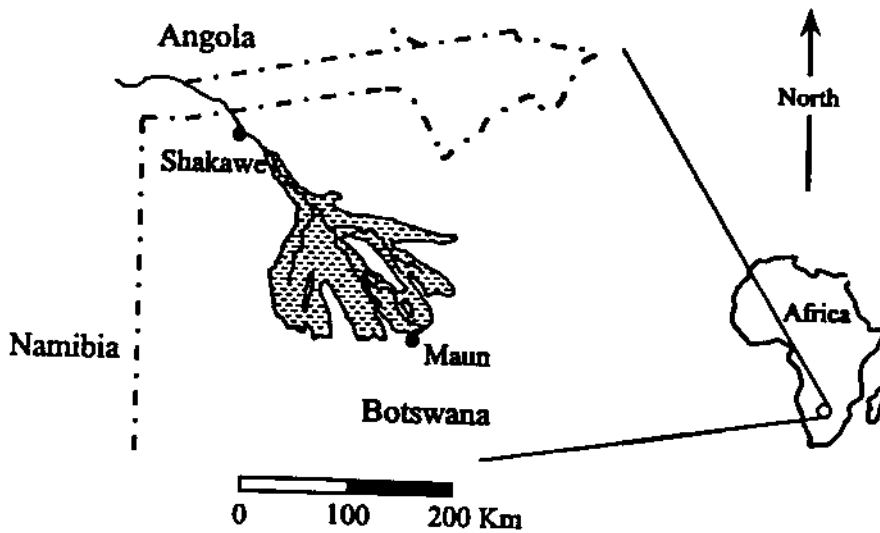 Angola
North
Shakawe
Africa
Namibia
Maun
Botswana
0 100 200 Km